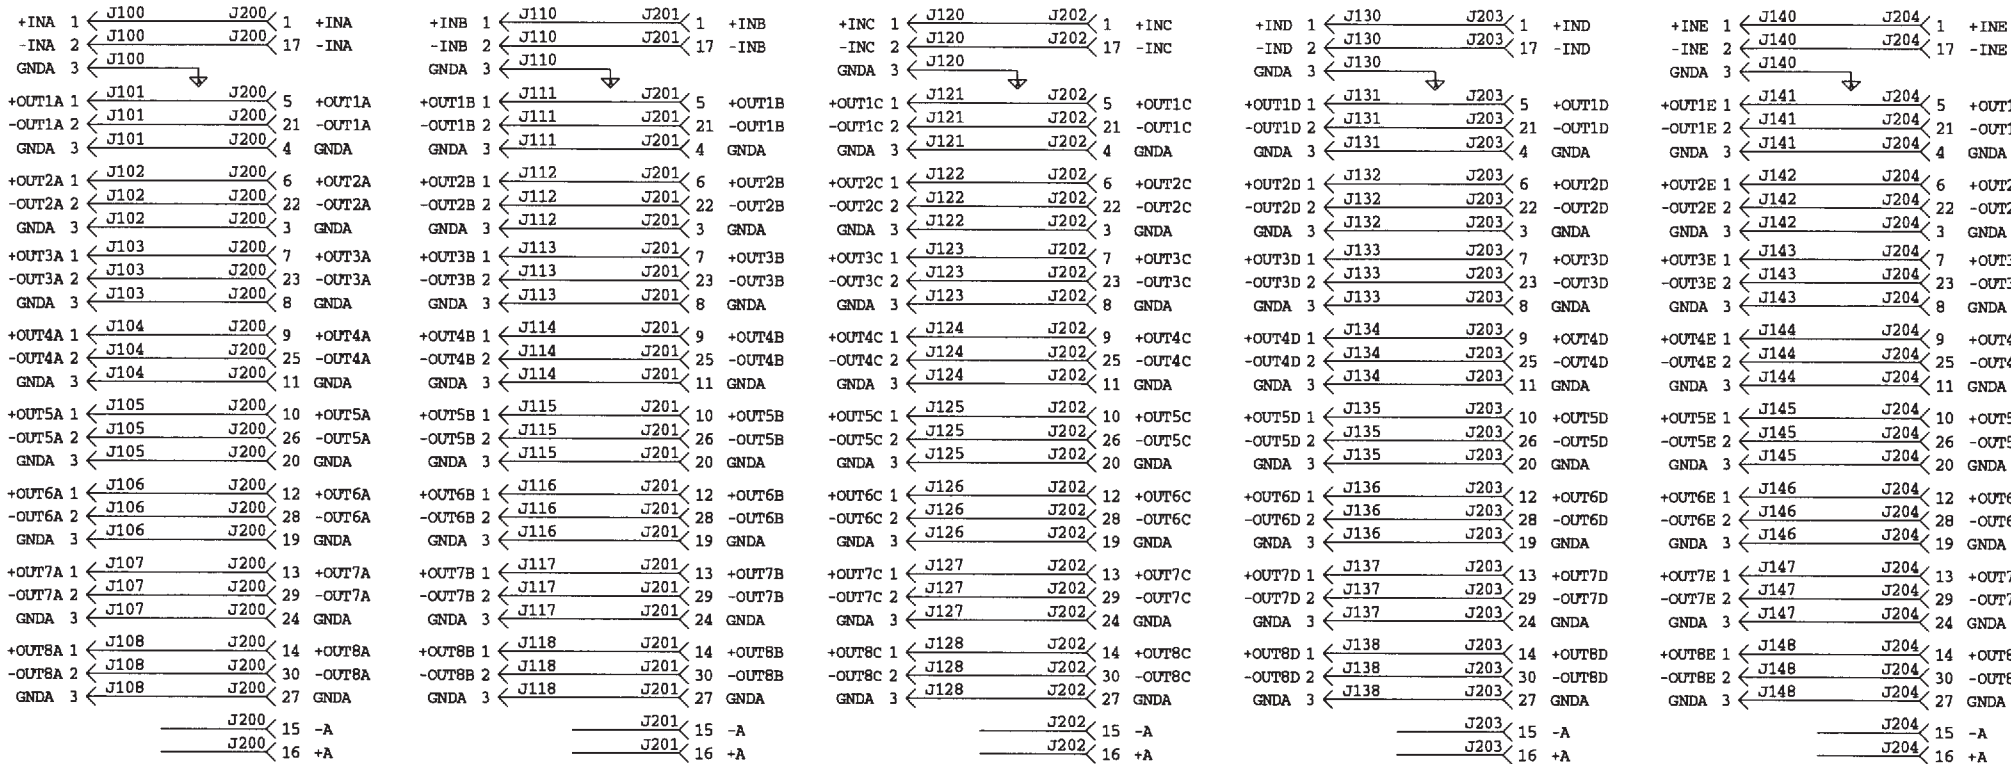 +INA 1 J100 J200 1 +INA
-INA 2 J100 J200 17 -INA
GNDA 3 J100
+OUT1A 1 J101 J200 5 +OUT1A
-OUT1A 2 J101 J200 21 -OUT1A
GNDA 3 J101 J200 4 GNDA
+OUT2A 1 J102 J200 6 +OUT2A
-OUT2A 2 J102 J200 22 -OUT2A
GNDA 3 J102 J200 3 GNDA
+OUT3A 1 J103 J200 7 +OUT3A
-OUT3A 2 J103 J200 23 -OUT3A
GNDA 3 J103 J200 8 GNDA
+OUT4A 1 J104 J200 9 +OUT4A
-OUT4A 2 J104 J200 25 -OUT4A
GNDA 3 J104 J200 11 GNDA
+OUT5A 1 J105 J200 10 +OUT5A
-OUT5A 2 J105 J200 26 -OUT5A
GNDA 3 J105 J200 20 GNDA
+OUT6A 1 J106 J200 12 +OUT6A
-OUT6A 2 J106 J200 28 -OUT6A
GNDA 3 J106 J200 19 GNDA
+OUT7A 1 J107 J200 13 +OUT7A
-OUT7A 2 J107 J200 29 -OUT7A
GNDA 3 J107 J200 24 GNDA
+OUT8A 1 J108 J200 14 +OUT8A
-OUT8A 2 J108 J200 30 -OUT8A
GNDA 3 J108 J200 27 GNDA
J200 15 -A
J200 16 +A
+INB 1 J110 J201 1 +INB
-INB 2 J110 J201 17 -INB
GNDA 3 J110
+OUT1B 1 J111 J201 5 +OUT1B
-OUT1B 2 J111 J201 21 -OUT1B
GNDA 3 J111 J201 4 GNDA
+OUT2B 1 J112 J201 6 +OUT2B
-OUT2B 2 J112 J201 22 -OUT2B
GNDA 3 J112 J201 3 GNDA
+OUT3B 1 J113 J201 7 +OUT3B
-OUT3B 2 J113 J201 23 -OUT3B
GNDA 3 J113 J201 8 GNDA
+OUT4B 1 J114 J201 9 +OUT4B
-OUT4B 2 J114 J201 25 -OUT4B
GNDA 3 J114 J201 11 GNDA
+OUT5B 1 J115 J201 10 +OUT5B
-OUT5B 2 J115 J201 26 -OUT5B
GNDA 3 J115 J201 20 GNDA
+OUT6B 1 J116 J201 12 +OUT6B
-OUT6B 2 J116 J201 28 -OUT6B
GNDA 3 J116 J201 19 GNDA
+OUT7B 1 J117 J201 13 +OUT7B
-OUT7B 2 J117 J201 29 -OUT7B
GNDA 3 J117 J201 24 GNDA
+OUT8B 1 J118 J201 14 +OUT8B
-OUT8B 2 J118 J201 30 -OUT8B
GNDA 3 J118 J201 27 GNDA
J201 15 -A
J201 16 +A
+INC 1 J120 J202 1 +INC
-INC 2 J120 J202 17 -INC
GNDA 3 J120
+OUT1C 1 J121 J202 5 +OUT1C
-OUT1C 2 J121 J202 21 -OUT1C
GNDA 3 J121 J202 4 GNDA
+OUT2C 1 J122 J202 6 +OUT2C
-OUT2C 2 J122 J202 22 -OUT2C
GNDA 3 J122 J202 3 GNDA
+OUT3C 1 J123 J202 7 +OUT3C
-OUT3C 2 J123 J202 23 -OUT3C
GNDA 3 J123 J202 8 GNDA
+OUT4C 1 J124 J202 9 +OUT4C
-OUT4C 2 J124 J202 25 -OUT4C
GNDA 3 J124 J202 11 GNDA
+OUT5C 1 J125 J202 10 +OUT5C
-OUT5C 2 J125 J202 26 -OUT5C
GNDA 3 J125 J202 20 GNDA
+OUT6C 1 J126 J202 12 +OUT6C
-OUT6C 2 J126 J202 28 -OUT6C
GNDA 3 J126 J202 19 GNDA
+OUT7C 1 J127 J202 13 +OUT7C
-OUT7C 2 J127 J202 29 -OUT7C
GNDA 3 J127 J202 24 GNDA
+OUT8C 1 J128 J202 14 +OUT8C
-OUT8C 2 J128 J202 30 -OUT8C
GNDA 3 J128 J202 27 GNDA
J202 15 -A
J202 16 +A
+IND 1 J130 J203 1 +IND
-IND 2 J130 J203 17 -IND
GNDA 3 J130
+OUT1D 1 J131 J203 5 +OUT1D
-OUT1D 2 J131 J203 21 -OUT1D
GNDA 3 J131 J203 4 GNDA
+OUT2D 1 J132 J203 6 +OUT2D
-OUT2D 2 J132 J203 22 -OUT2D
GNDA 3 J132 J203 3 GNDA
+OUT3D 1 J133 J203 7 +OUT3D
-OUT3D 2 J133 J203 23 -OUT3D
GNDA 3 J133 J203 8 GNDA
+OUT4D 1 J134 J203 9 +OUT4D
-OUT4D 2 J134 J203 25 -OUT4D
GNDA 3 J134 J203 11 GNDA
+OUT5D 1 J135 J203 10 +OUT5D
-OUT5D 2 J135 J203 26 -OUT5D
GNDA 3 J135 J203 20 GNDA
+OUT6D 1 J136 J203 12 +OUT6D
-OUT6D 2 J136 J203 28 -OUT6D
GNDA 3 J136 J203 19 GNDA
+OUT7D 1 J137 J203 13 +OUT7D
-OUT7D 2 J137 J203 29 -OUT7D
GNDA 3 J137 J203 24 GNDA
+OUT8D 1 J138 J203 14 +OUT8D
-OUT8D 2 J138 J203 30 -OUT8D
GNDA 3 J138 J203 27 GNDA
J203 15 -A
J203 16 +A
+INE 1 J140 J204 1 +INE
-INE 2 J140 J204 17 -INE
GNDA 3 J140
+OUT1E 1 J141 J204 5 +OUT1
-OUT1E 2 J141 J204 21 -OUT1
GNDA 3 J141 J204 4 GNDA
+OUT2E 1 J142 J204 6 +OUT2
-OUT2E 2 J142 J204 22 -OUT2
GNDA 3 J142 J204 3 GNDA
+OUT3E 1 J143 J204 7 +OUT3
-OUT3E 2 J143 J204 23 -OUT3
GNDA 3 J143 J204 8 GNDA
+OUT4E 1 J144 J204 9 +OUT4
-OUT4E 2 J144 J204 25 -OUT4
GNDA 3 J144 J204 11 GNDA
+OUT5E 1 J145 J204 10 +OUT5
-OUT5E 2 J145 J204 26 -OUT5
GNDA 3 J145 J204 20 GNDA
+OUT6E 1 J146 J204 12 +OUT6
-OUT6E 2 J146 J204 28 -OUT6
GNDA 3 J146 J204 19 GNDA
+OUT7E 1 J147 J204 13 +OUT7
-OUT7E 2 J147 J204 29 -OUT7
GNDA 3 J147 J204 24 GNDA
+OUT8E 1 J148 J204 14 +OUT8
-OUT8E 2 J148 J204 30 -OUT8
GNDA 3 J148 J204 27 GNDA
J204 15 -A
J204 16 +A